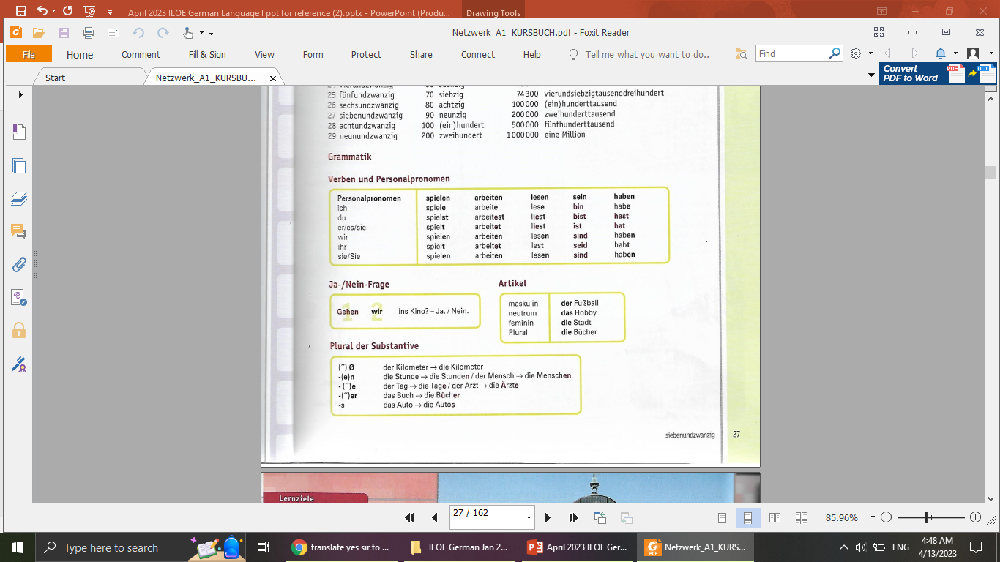 April 2023 ILOE German Language I ppt for reference (2).pptx - PowerPoint (Produ...
Drawing Tools
Netzwerk_A1_KURSBUCH.pdf - Foxit Reader
File Home Comment Fill & Sign View Form Protect Share Connect Help Tell me what you want to do.. Find
Start Netzwerk_A1_KURSBU...
Convert
PDF to Word
PDF DOC
25 fünfundzwanzig 70 siebzig 74 300 vierundsiebzigtausenddreihundert
26 sechsundzwanzig 80 achtzig 100 000 (ein)hunderttausend
27 siebenundzwanzig 90 neunzig 200 000 zweihunderttausend
28 achtundzwanzig 100 (ein)hundert 500 000 fünfhunderttausend
29 neunundzwanzig 200 zweihundert 1 000 000 eine Million
Grammatik
Verben und Personalpronomen
Personalpronomen spielen arbeiten lesen sein haben
ich spiele arbeite lese bin habe
du spielst arbeitest liest bist hast
er/es/sie spielt arbeitet liest ist hat
wir spielen arbeiten lesen sind haben
ihr spielt arbeitet lest seid habt
sie/Sie spielen arbeiten lesen sind haben
Ja-/Nein-Frage
1 2
Gehen wir ins Kino? – Ja. / Nein.
Artikel
maskulin der Fußball
neutrum das Hobby
feminin die Stadt
Plural die Bücher
Plural der Substantive
(¨) Ø der Kilometer → die Kilometer
-(e)n die Stunde → die Stunden / der Mensch → die Menschen
-(¨)e der Tag → die Tage / der Arzt → die Ärzte
-(¨)er das Buch → die Bücher
-s das Auto → die Autos
siebenundzwanzig 27
Lernziele
27 / 162
85.96%
Type here to search
translate yes sir to ...
ILOE German Jan 2...
April 2023 ILOE Ger...
Netzwerk_A1_KURS...
ENG
4:48 AM
4/13/2023